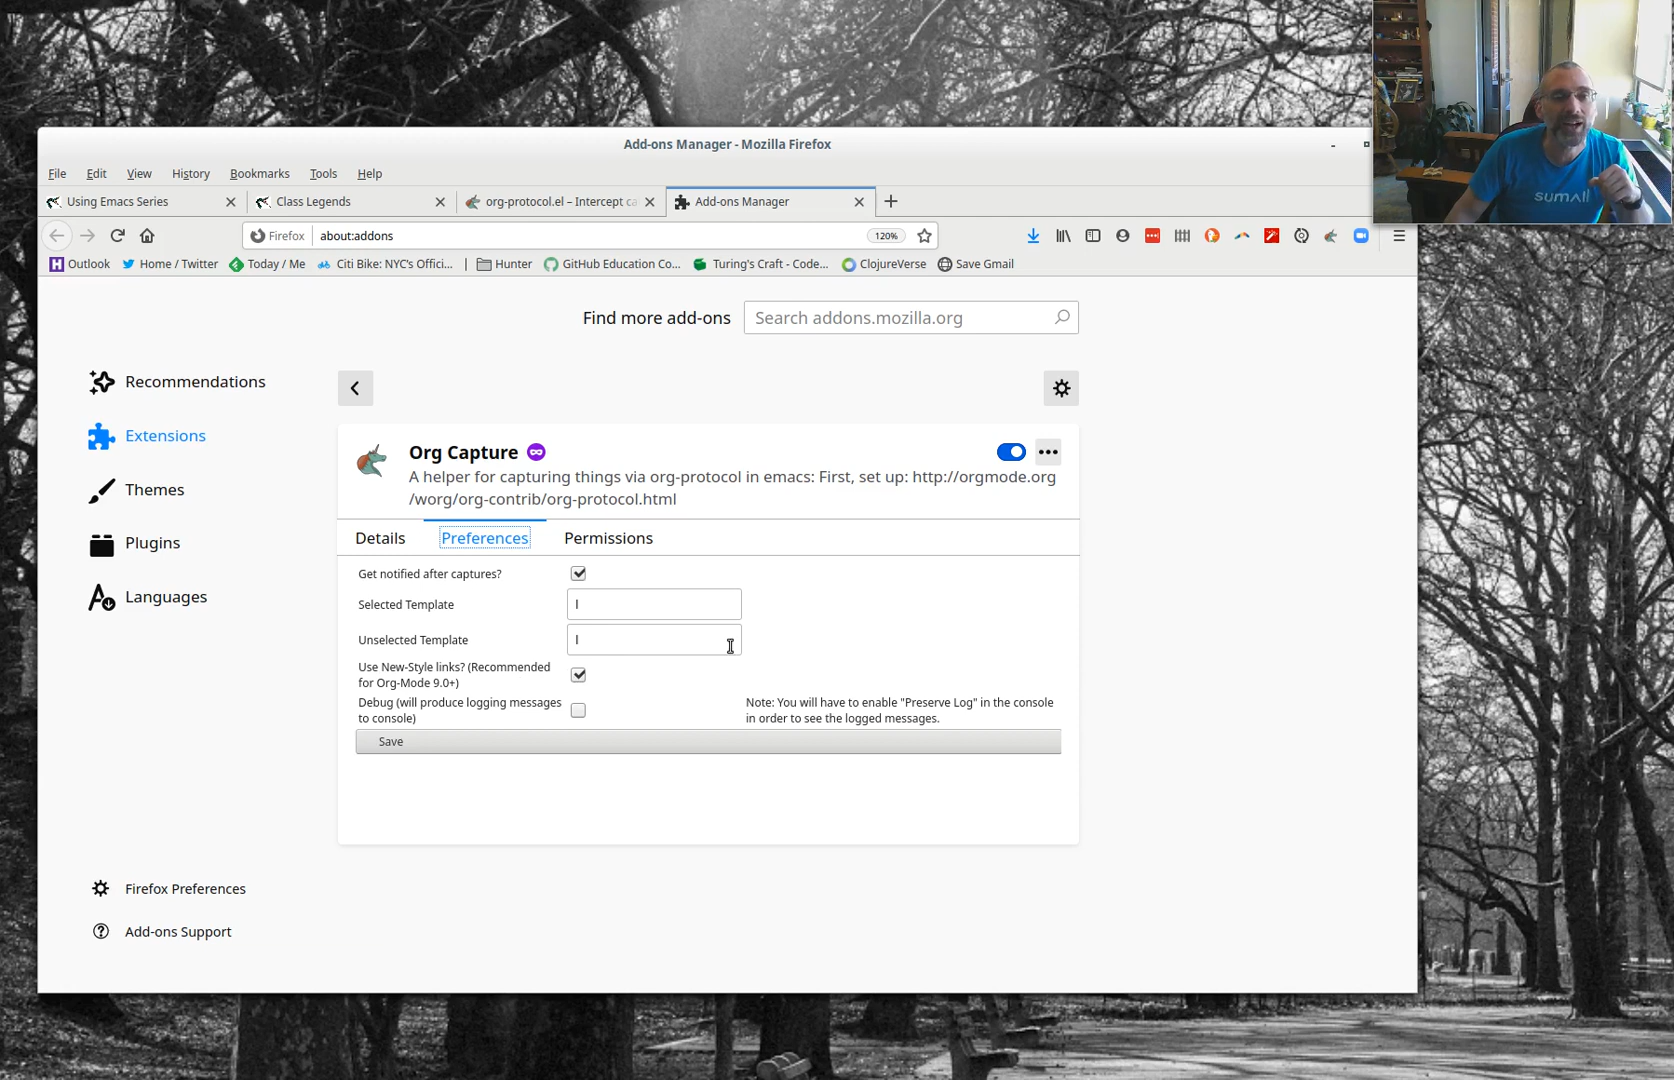 Add-ons Manager - Mozilla Firefox
File Edit View History Bookmarks Tools Help
Using Emacs Series Class Legends org-protocol.el – Intercept ca Add-ons Manager
Firefox about:addons 120%
Outlook Home / Twitter Today / Me Citi Bike: NYC's Offici... Hunter GitHub Education Co... Turing's Craft - Code... ClojureVerse Save Gmail
Find more add-ons Search addons.mozilla.org
Recommendations
Extensions
Themes
Plugins
Languages
Firefox Preferences
Add-ons Support
Org Capture
A helper for capturing things via org-protocol in emacs: First, set up: http://orgmode.org
/worg/org-contrib/org-protocol.html
Details Preferences Permissions
Get notified after captures?
Selected Template l
Unselected Template l
Use New-Style links? (Recommended
for Org-Mode 9.0+)
Debug (will produce logging messages
to console)
Note: You will have to enable "Preserve Log" in the console
in order to see the logged messages.
Save
sumAll